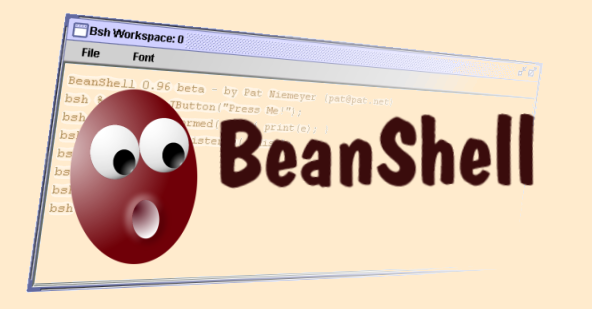 Bsh Workspace: 0
File Font
BeanShell 0.96 beta - by Pat Niemeyer (pat@pat.net)
bsh % JButton("Press Me!");
bsh print(e); }
bsh
bsh
bsh
bsh
BeanShell